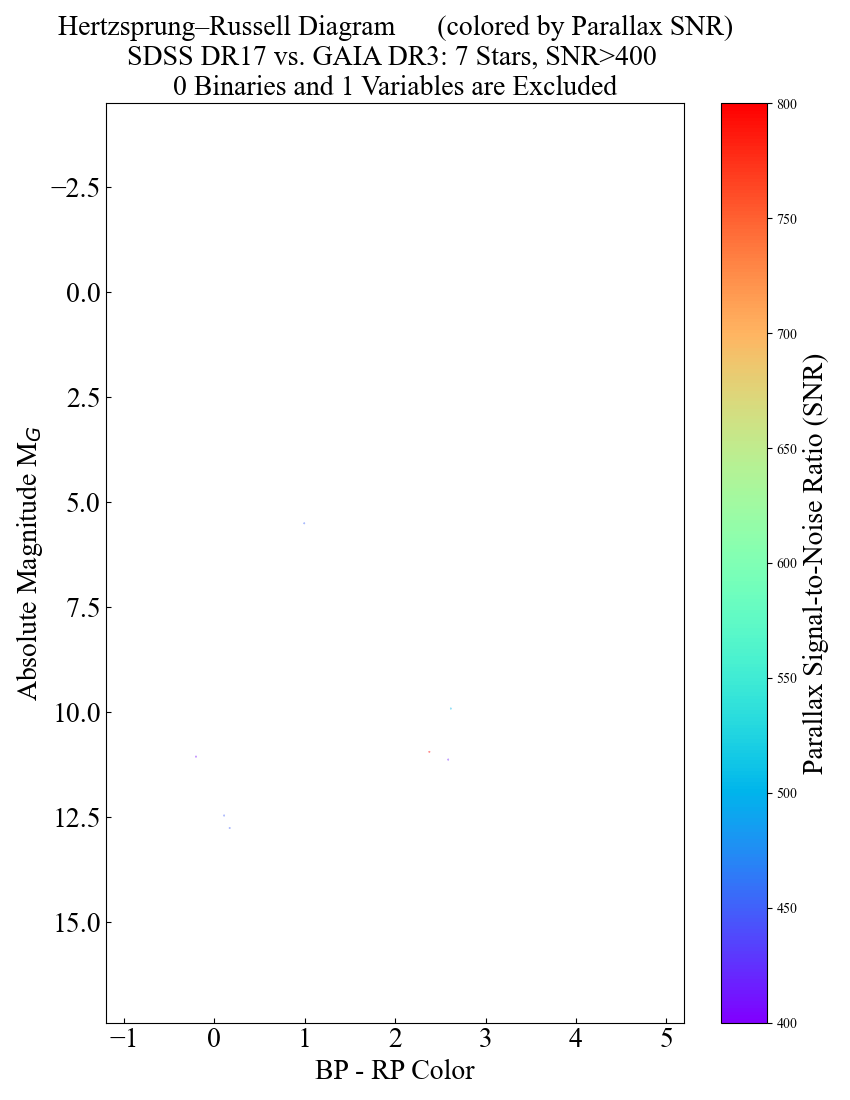 Hertzsprung–Russell Diagram (colored by Parallax SNR)
SDSS DR17 vs. GAIA DR3: 7 Stars, SNR>400
0 Binaries and 1 Variables are Excluded
−2.5
0.0
2.5
5.0
7.5
10.0
12.5
15.0
Absolute Magnitude M_G
−1 0 1 2 3 4 5
BP - RP Color
800
750
700
650
600
550
500
450
400
Parallax Signal-to-Noise Ratio (SNR)